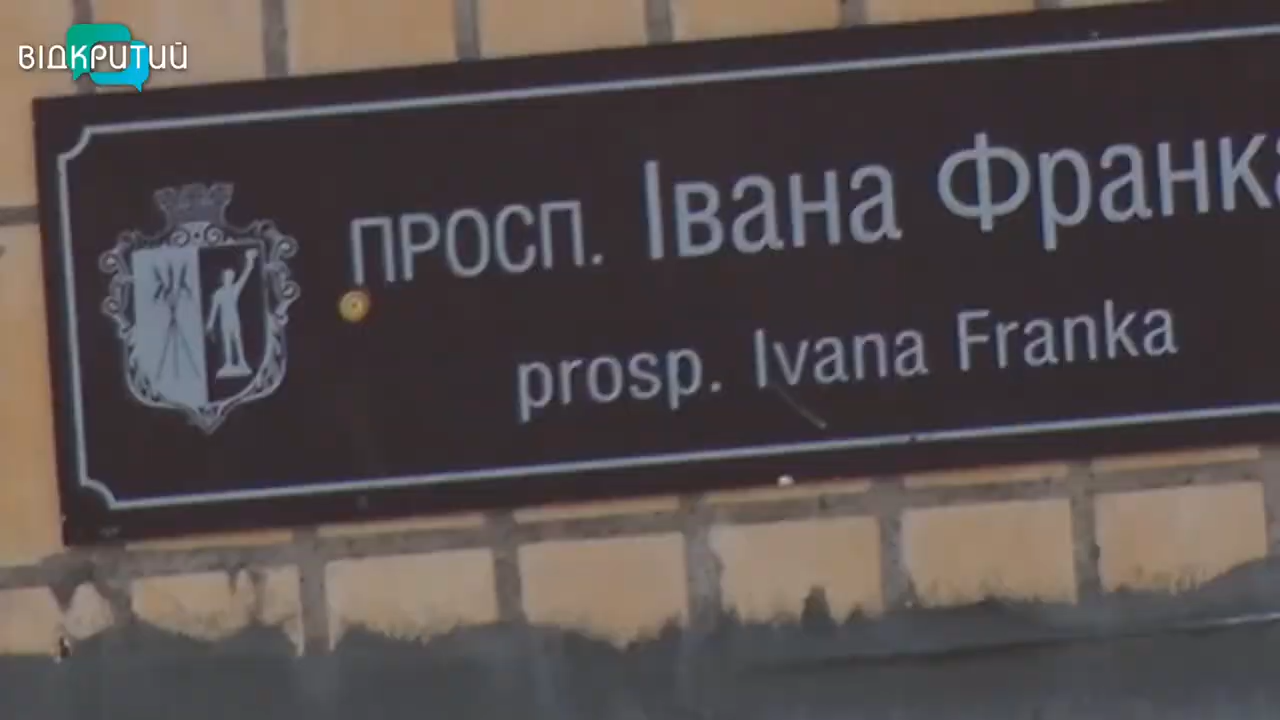 ВІДКРИТИЙ
ПРОСП. Івана Франка
prosp. Ivana Franka